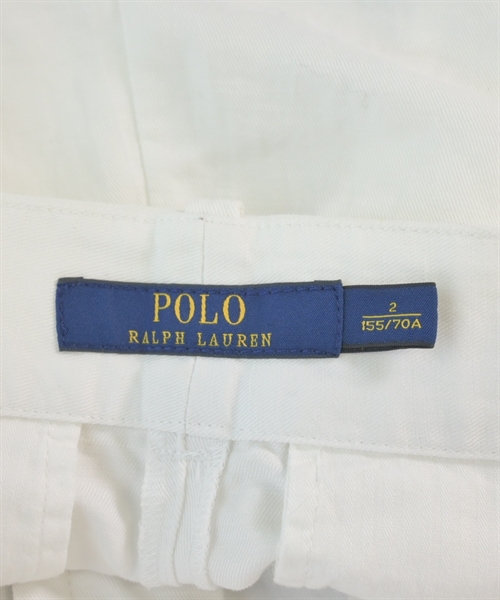 POLO
RALPH LAUREN
2
155/70A